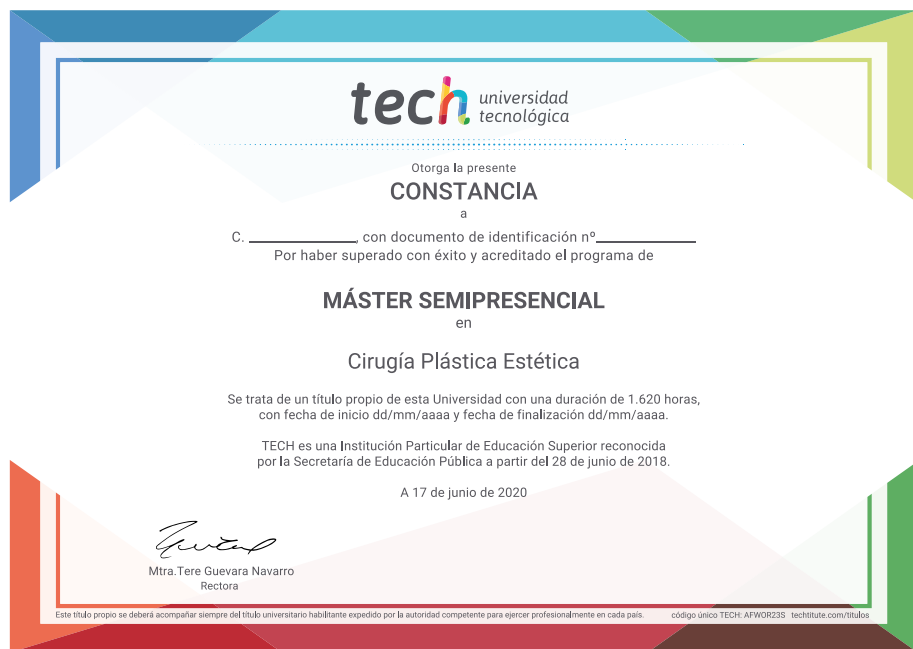 tech universidad
tecnológica
Otorga la presente
CONSTANCIA
a
C. ______________, con documento de identificación nº_____________
Por haber superado con éxito y acreditado el programa de
MÁSTER SEMIPRESENCIAL
en
Cirugía Plástica Estética
Se trata de un título propio de esta Universidad con una duración de 1.620 horas,
con fecha de inicio dd/mm/aaaa y fecha de finalización dd/mm/aaaa.
TECH es una Institución Particular de Educación Superior reconocida
por la Secretaría de Educación Pública a partir del 28 de junio de 2018.
A 17 de junio de 2020
Mtra.Tere Guevara Navarro
Rectora
Este título propio se deberá acompañar siempre del título universitario habilitante expedido por la autoridad competente para ejercer profesionalmente en cada país. código único TECH: AFWOR23S techtitute.com/titulos